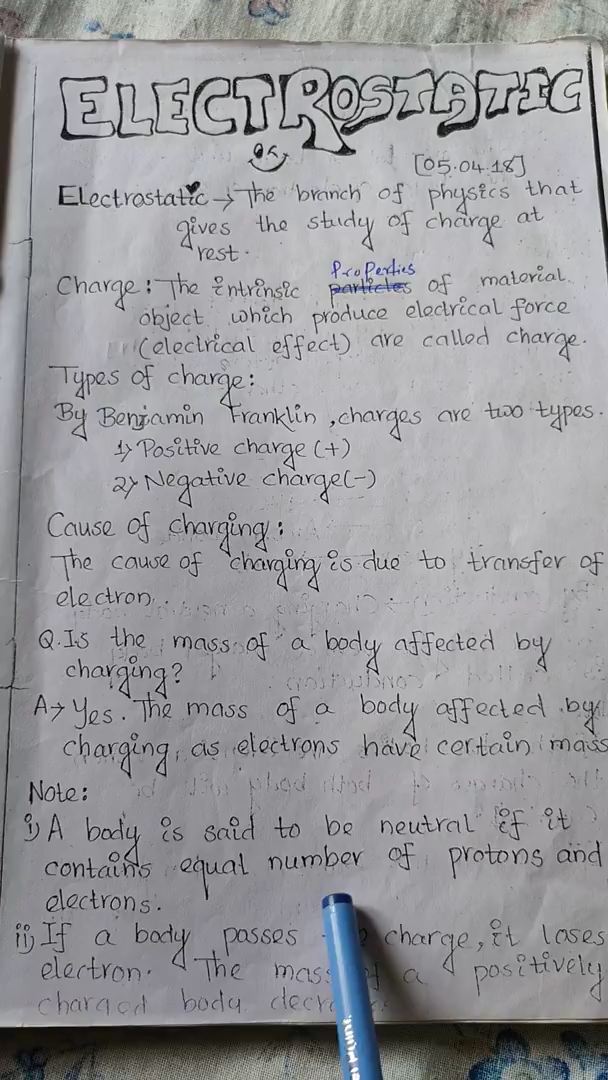 ELECTROSTATIC
[05.04.18]
Electrostatic → The branch of physics that
gives the study of charge at
rest.
Properties
Charge: The intrinsic particles of material
object which produce electrical force
(electrical effect) are called charge.
Types of charge:
By Benjamin Franklin, charges are two types.
1) Positive charge (+)
2) Negative charge (-)
Cause of charging:
The cause of charging is due to transfer of
electron.
Q. Is the mass of a body affected by
charging?
A→ Yes. The mass of a body affected by
charging, as electrons have certain mass
Note:
i) A body is said to be neutral if it
contains equal number of protons and
electrons.
ii) If a body passes charge, it loses
electron. The mass of a positively
charged body
Point